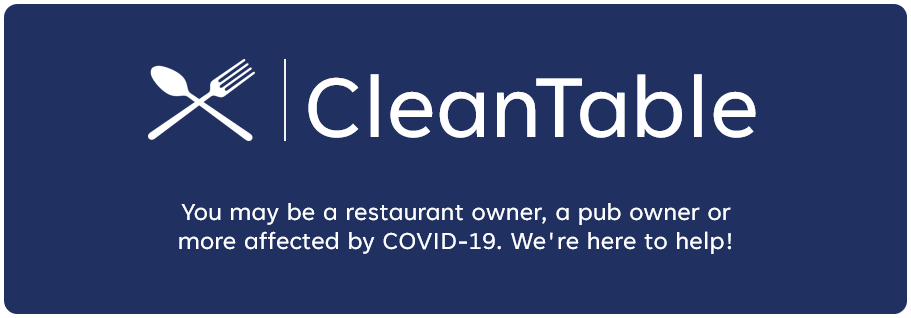 CleanTable
You may be a restaurant owner, a pub owner or
more affected by COVID-19. We're here to help!